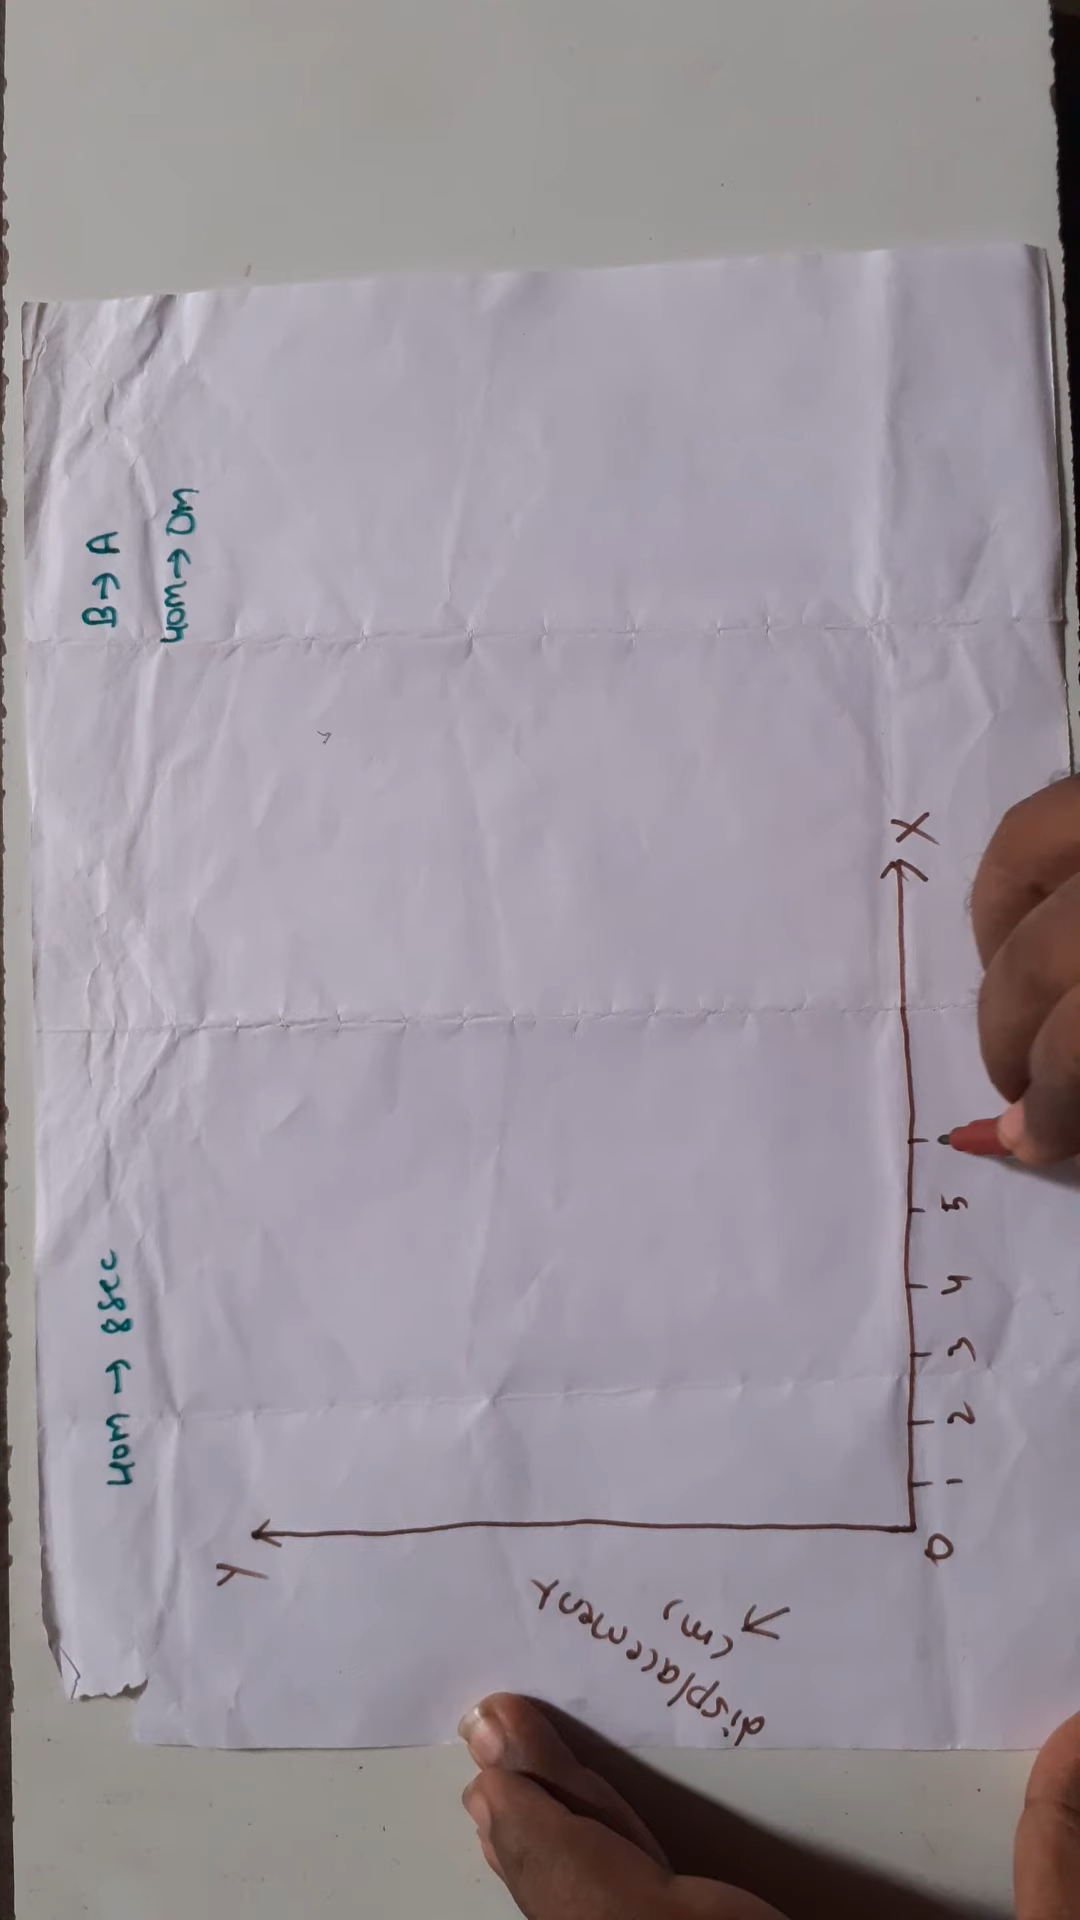 40m → 8sec
B → A
40m → 0m
Y
displacement
(m)
→
X
0 1 2 3 4 5